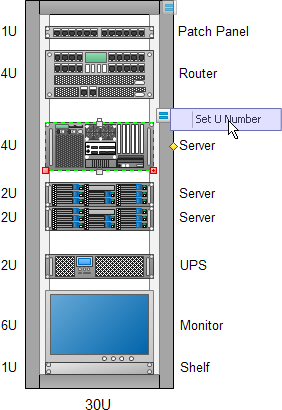 1U Patch Panel
4U Router
Set U Number
4U Server
2U Server
2U Server
2U UPS
6U Monitor
1U Shelf
30U